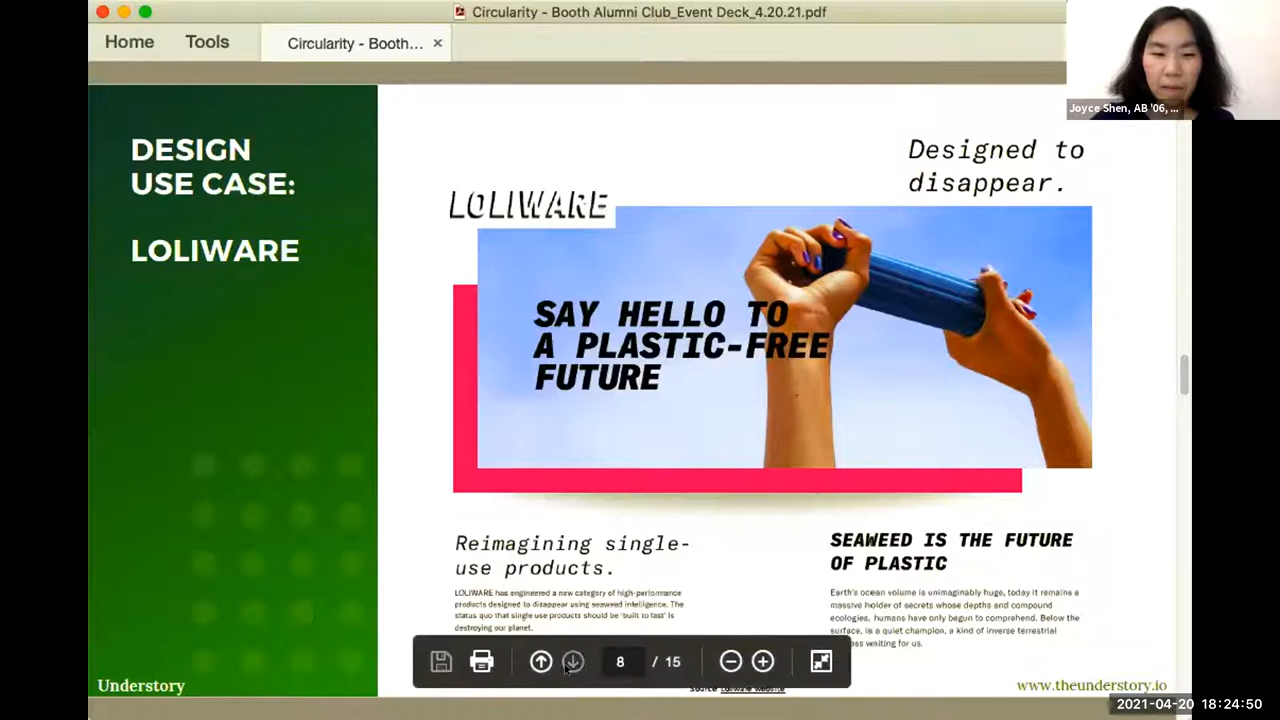 Circularity - Booth Alumni Club_Event Deck_4.20.21.pdf
Home
Tools
Circularity - Booth...
Joyce Shen, AB '06, ...
DESIGN
USE CASE:
LOLIWARE
Designed to
disappear.
LOLIWARE
SAY HELLO TO
A PLASTIC-FREE
FUTURE
Reimagining single-
use products.
LOLIWARE has engineered a new category of high-performance
products designed to disappear using seaweed intelligence. The
status quo that single use products should be 'built to last' is
destroying our planet.
SEAWEED IS THE FUTURE
OF PLASTIC
Earth's ocean volume is unimaginably huge, today it remains a
massive holder of secrets whose depths and compound
ecologies, humans have only begun to comprehend. Below the
surface, is a quiet champion, a kind of inverse terrestrial
waiting for us.
8 / 15
Source: Loliware Website
Understory
www.theunderstory.io
2021-04-20 18:24:50